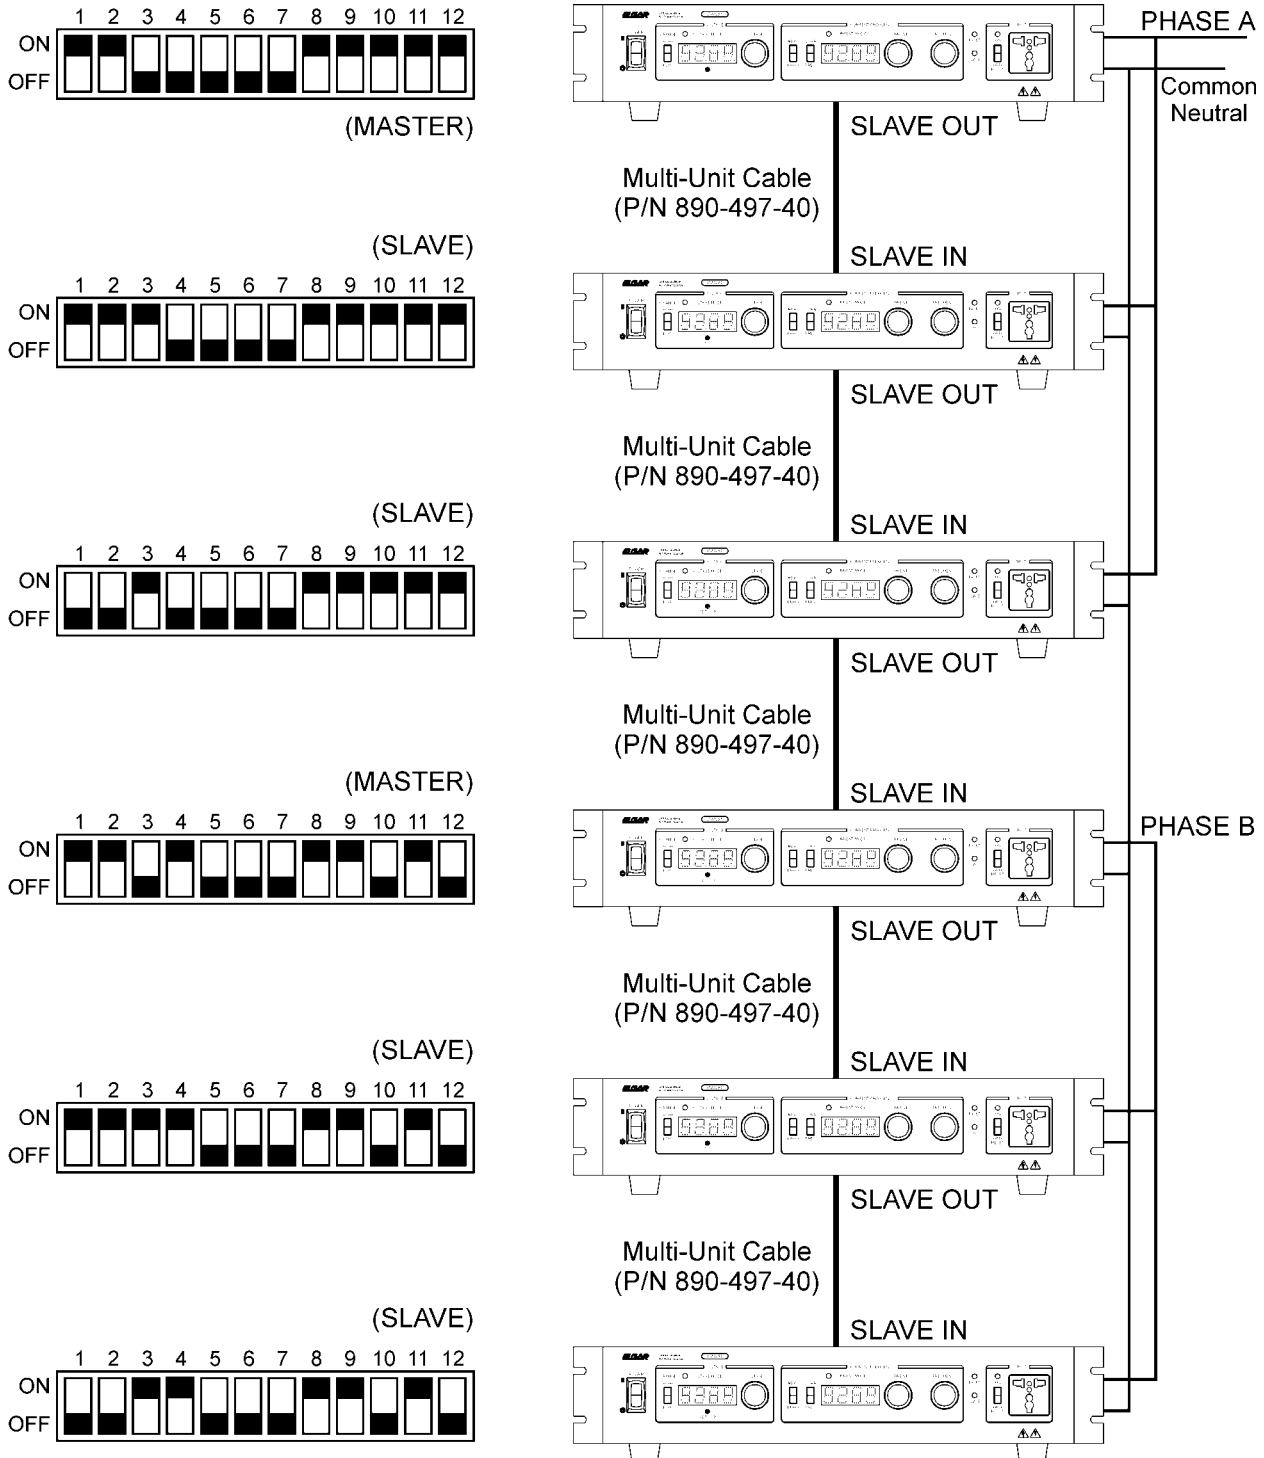 1 2 3 4 5 6 7 8 9 10 11 12
ON
OFF
(MASTER)
ELGAR
PHASE A
Common
Neutral
SLAVE OUT
Multi-Unit Cable
(P/N 890-497-40)
(SLAVE)
SLAVE IN
1 2 3 4 5 6 7 8 9 10 11 12
ON
OFF
ELGAR
SLAVE OUT
Multi-Unit Cable
(P/N 890-497-40)
(SLAVE)
SLAVE IN
1 2 3 4 5 6 7 8 9 10 11 12
ON
OFF
ELGAR
SLAVE OUT
Multi-Unit Cable
(P/N 890-497-40)
(MASTER)
SLAVE IN
1 2 3 4 5 6 7 8 9 10 11 12
ON
OFF
ELGAR
PHASE B
SLAVE OUT
Multi-Unit Cable
(P/N 890-497-40)
(SLAVE)
SLAVE IN
1 2 3 4 5 6 7 8 9 10 11 12
ON
OFF
ELGAR
SLAVE OUT
Multi-Unit Cable
(P/N 890-497-40)
(SLAVE)
SLAVE IN
1 2 3 4 5 6 7 8 9 10 11 12
ON
OFF
ELGAR